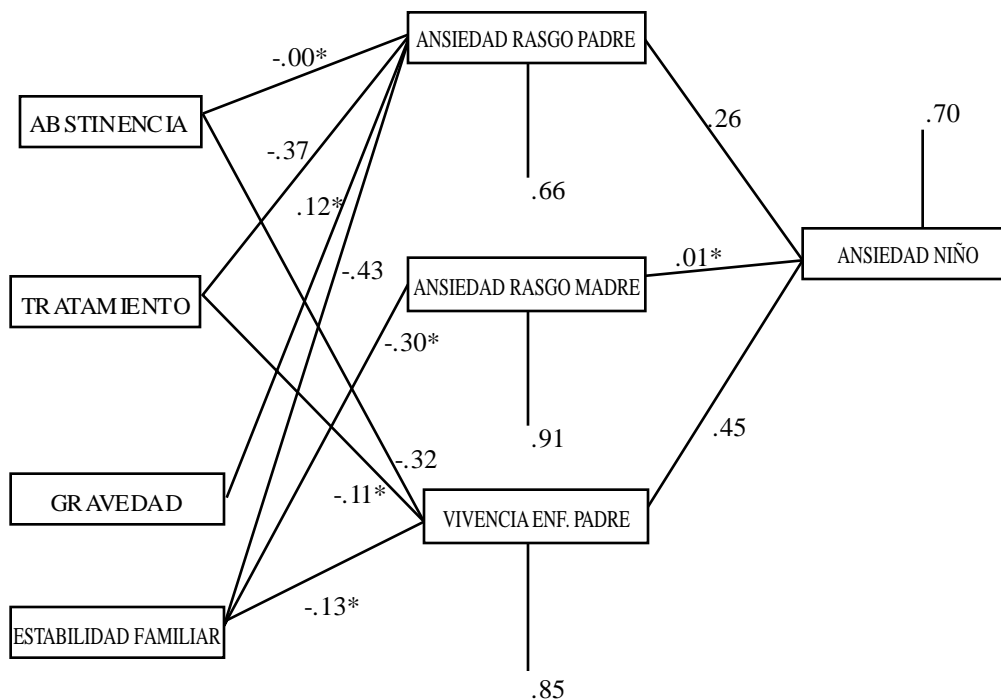 ANSIEDAD RASGO PADRE
-.00*
ABSTINENCIA
.26
.70
-.37
.66
.12*
ANSIEDAD NIÑO
.01*
-.43
ANSIEDAD RASGO MADRE
TRATAMIENTO
-.30*
.91
.45
-.32
-.11*
GRAVEDAD
VIVENCIA ENF. PADRE
-.13*
ESTABILIDAD FAMILIAR
.85